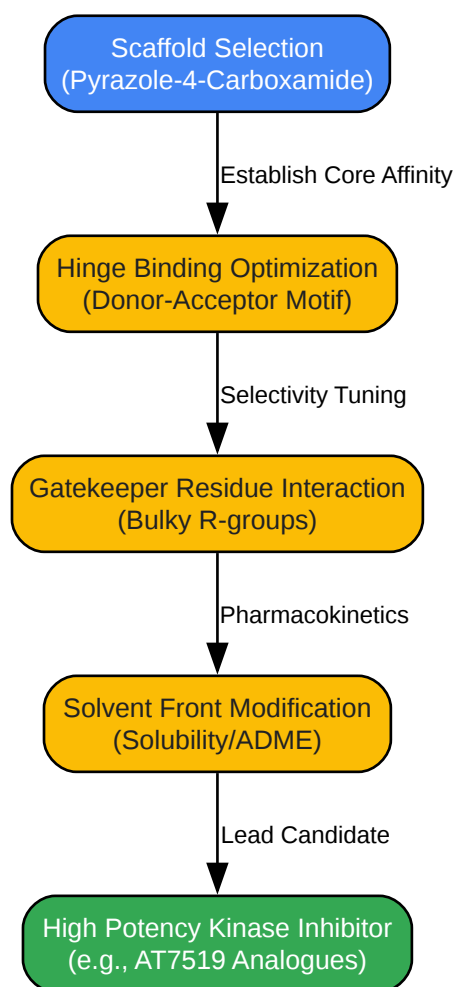 Scaffold Selection
(Pyrazole-4-Carboxamide)
Establish Core Affinity
Hinge Binding Optimization
(Donor-Acceptor Motif)
Selectivity Tuning
Gatekeeper Residue Interaction
(Bulky R-groups)
Pharmacokinetics
Solvent Front Modification
(Solubility/ADME)
Lead Candidate
High Potency Kinase Inhibitor
(e.g., AT7519 Analogues)